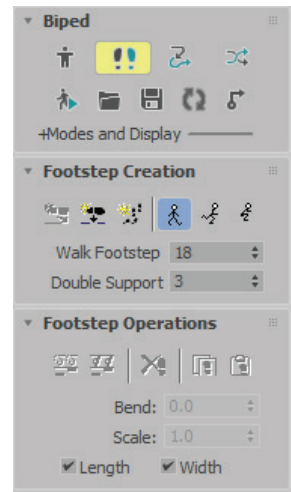 Biped
+Modes and Display
Footstep Creation
Walk Footstep 18
Double Support 3
Footstep Operations
Bend: 0.0
Scale: 1.0
Length Width